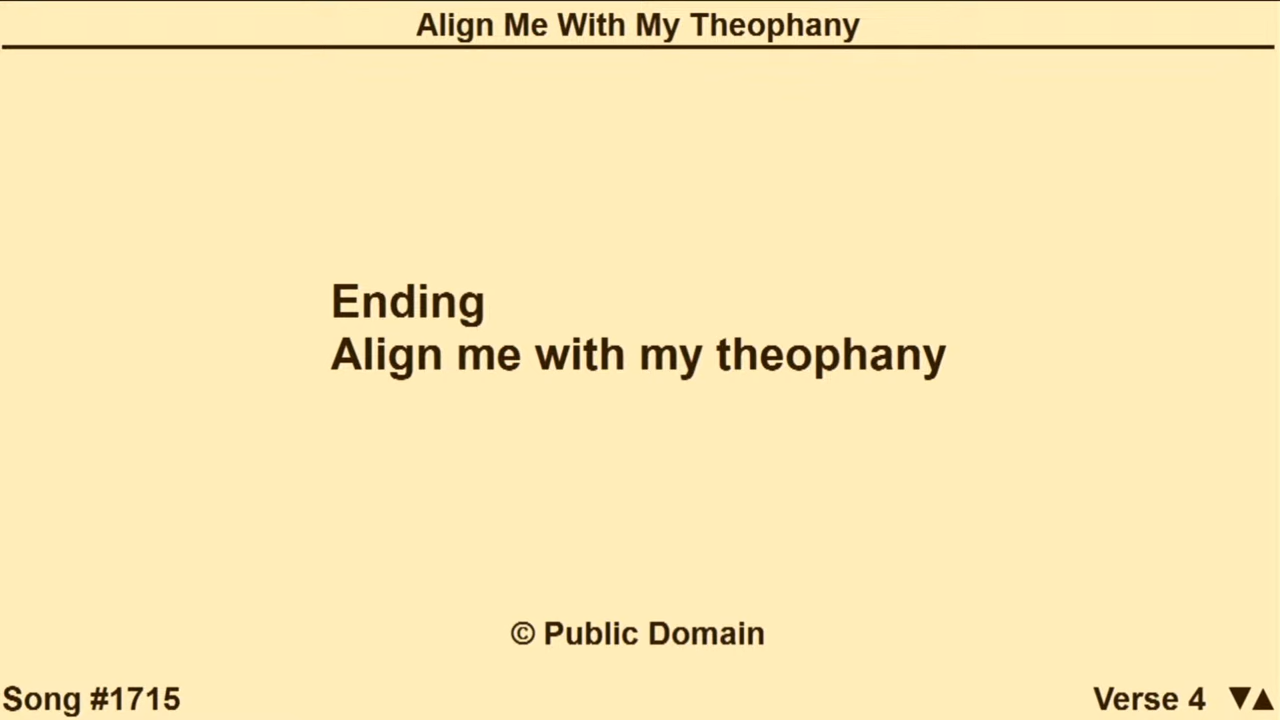 Align Me With My Theophany
Ending
Align me with my theophany
© Public Domain
Song #1715
Verse 4 ▼▲